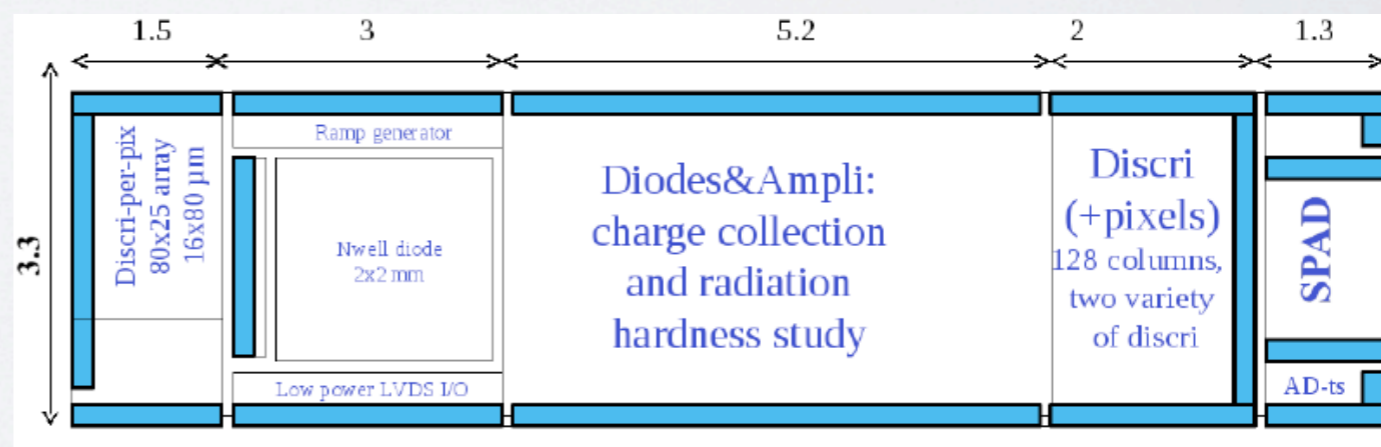 1.5
3
5.2
2
1.3
3.3
Discri-per-pix
80x25 array
16x80 µm
Ramp generator
Nwell diode
2x2 mm
Low power LVDS I/O
Diodes&Ampli:
charge collection
and radiation
hardness study
Discri
(+pixels)
128 columns,
two variety
of discri
SPAD
AD-ts